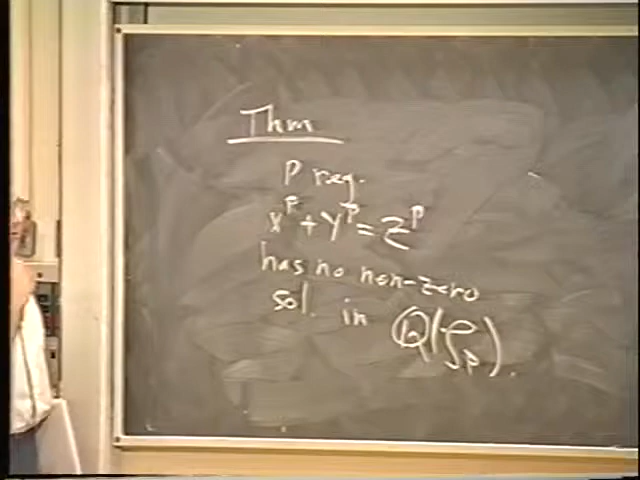 Thm
p reg.
x^p + y^p = z^p
has no non-zero
sol. in ℚ(ζ_p).